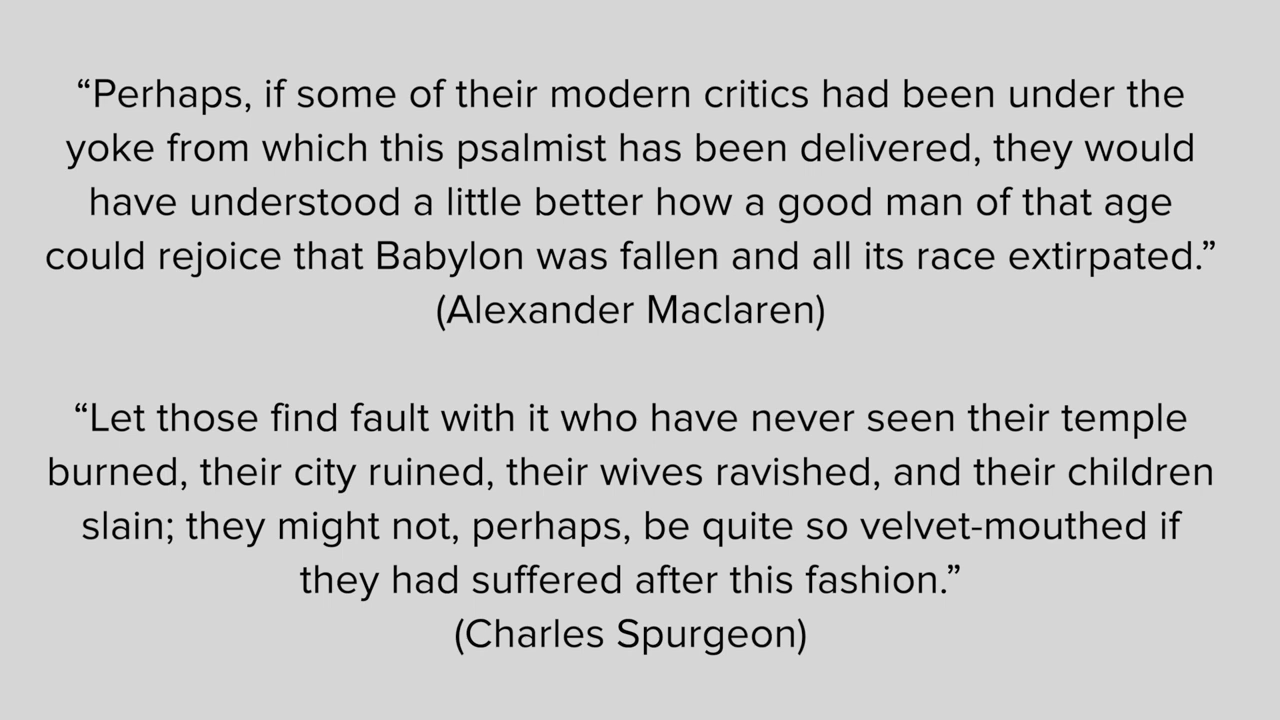 “Perhaps, if some of their modern critics had been under the
yoke from which this psalmist has been delivered, they would
have understood a little better how a good man of that age
could rejoice that Babylon was fallen and all its race extirpated.”
(Alexander Maclaren)
“Let those find fault with it who have never seen their temple
burned, their city ruined, their wives ravished, and their children
slain; they might not, perhaps, be quite so velvet-mouthed if
they had suffered after this fashion.”
(Charles Spurgeon)